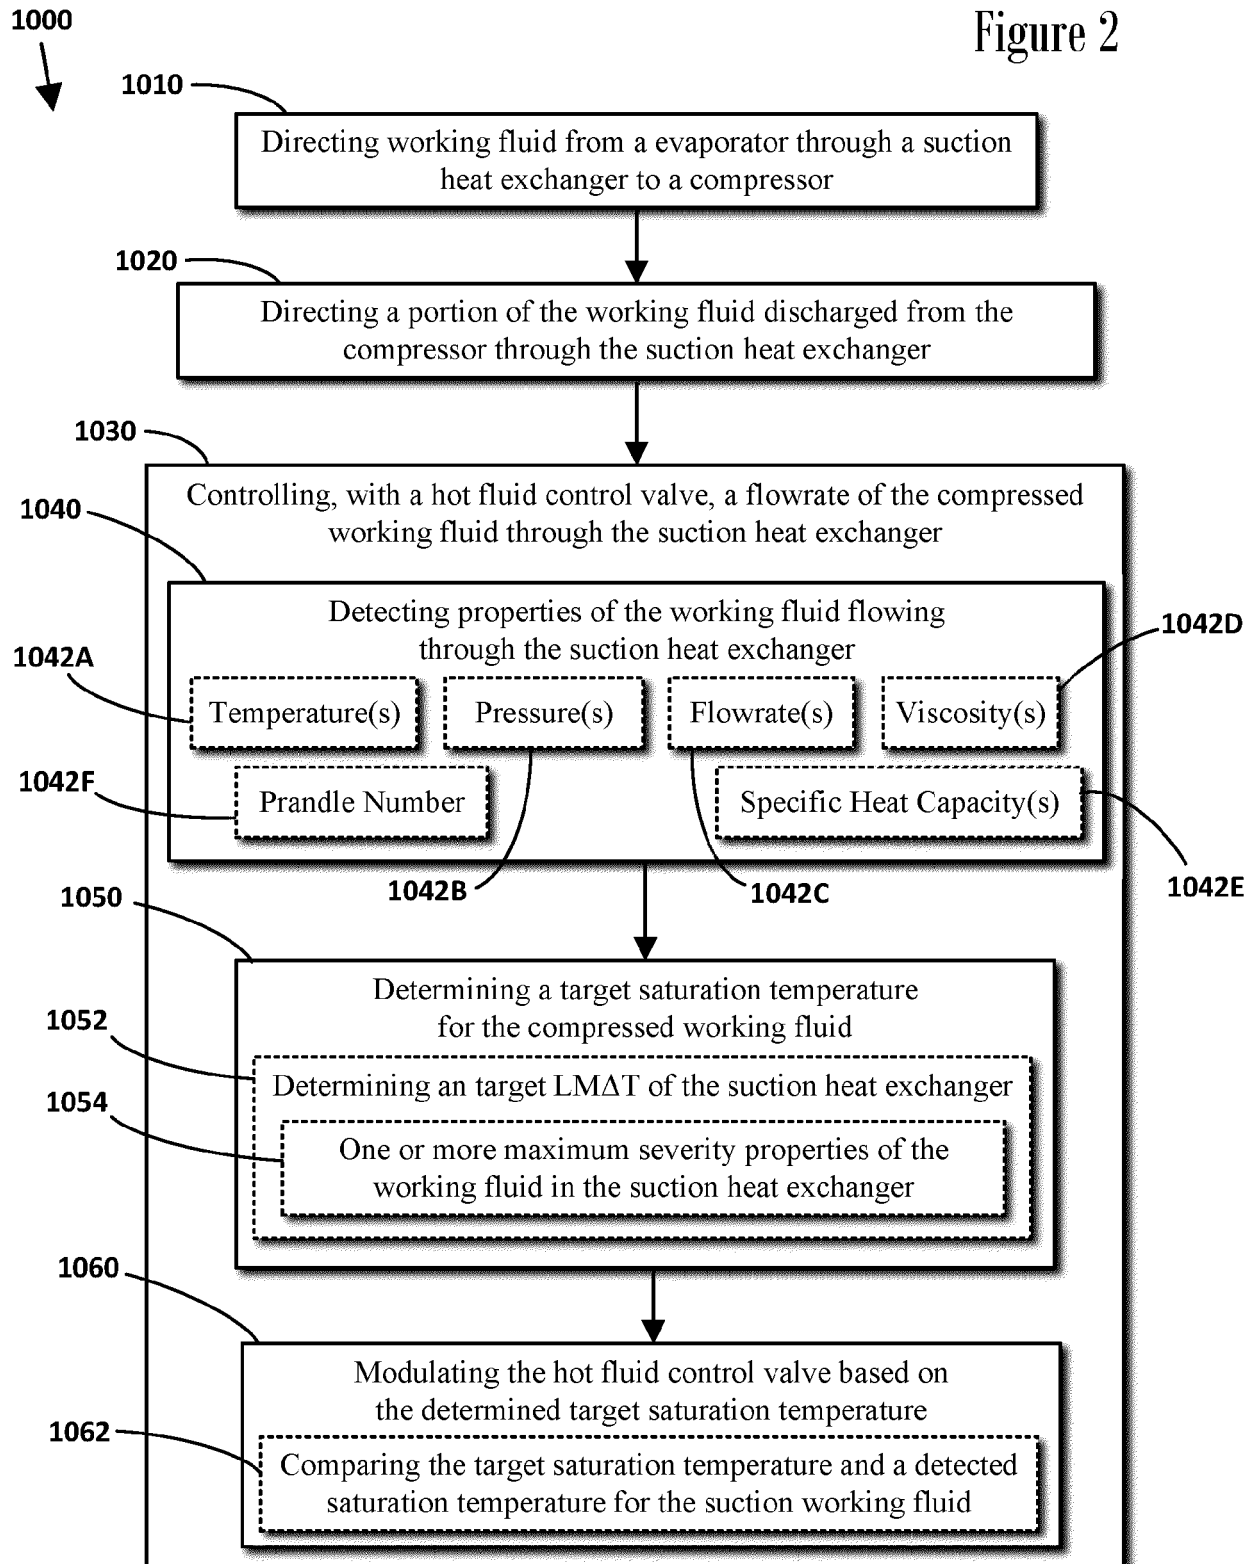 1000
Figure 2
1010
Directing working fluid from a evaporator through a suction
heat exchanger to a compressor
1020
Directing a portion of the working fluid discharged from the
compressor through the suction heat exchanger
1030
Controlling, with a hot fluid control valve, a flowrate of the compressed
working fluid through the suction heat exchanger
1040
Detecting properties of the working fluid flowing
through the suction heat exchanger
1042D
1042A
Temperature(s)
Pressure(s)
Flowrate(s)
Viscosity(s)
1042F
Prandle Number
Specific Heat Capacity(s)
1042B
1042C
1042E
1050
Determining a target saturation temperature
for the compressed working fluid
1052
Determining an target LMΔT of the suction heat exchanger
1054
One or more maximum severity properties of the
working fluid in the suction heat exchanger
1060
Modulating the hot fluid control valve based on
the determined target saturation temperature
1062
Comparing the target saturation temperature and a detected
saturation temperature for the suction working fluid